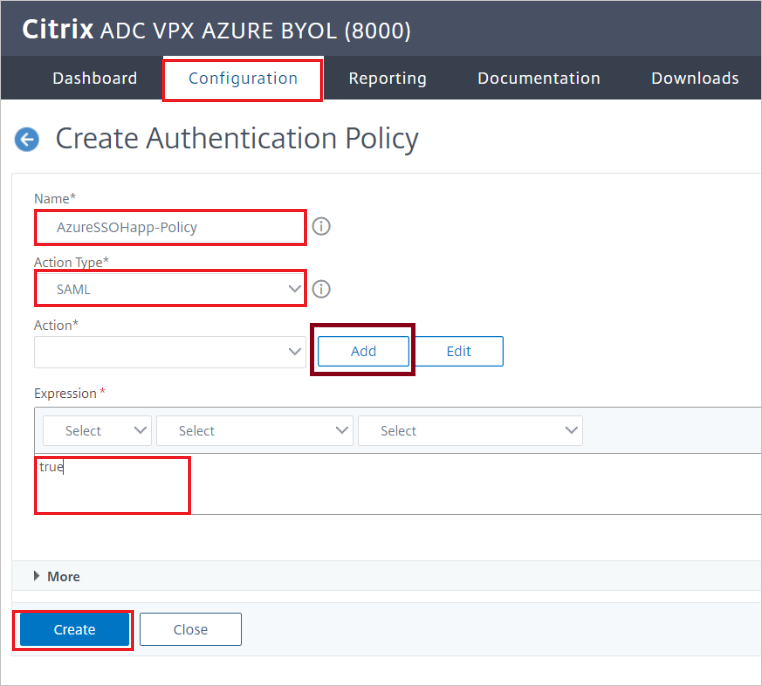 Citrix ADC VPX AZURE BYOL (8000)
Dashboard Configuration Reporting Documentation Downloads
Create Authentication Policy
Name*
AzureSSOHapp-Policy
Action Type*
SAML
Action*
Add Edit
Expression *
Select Select Select
true
More
Create Close